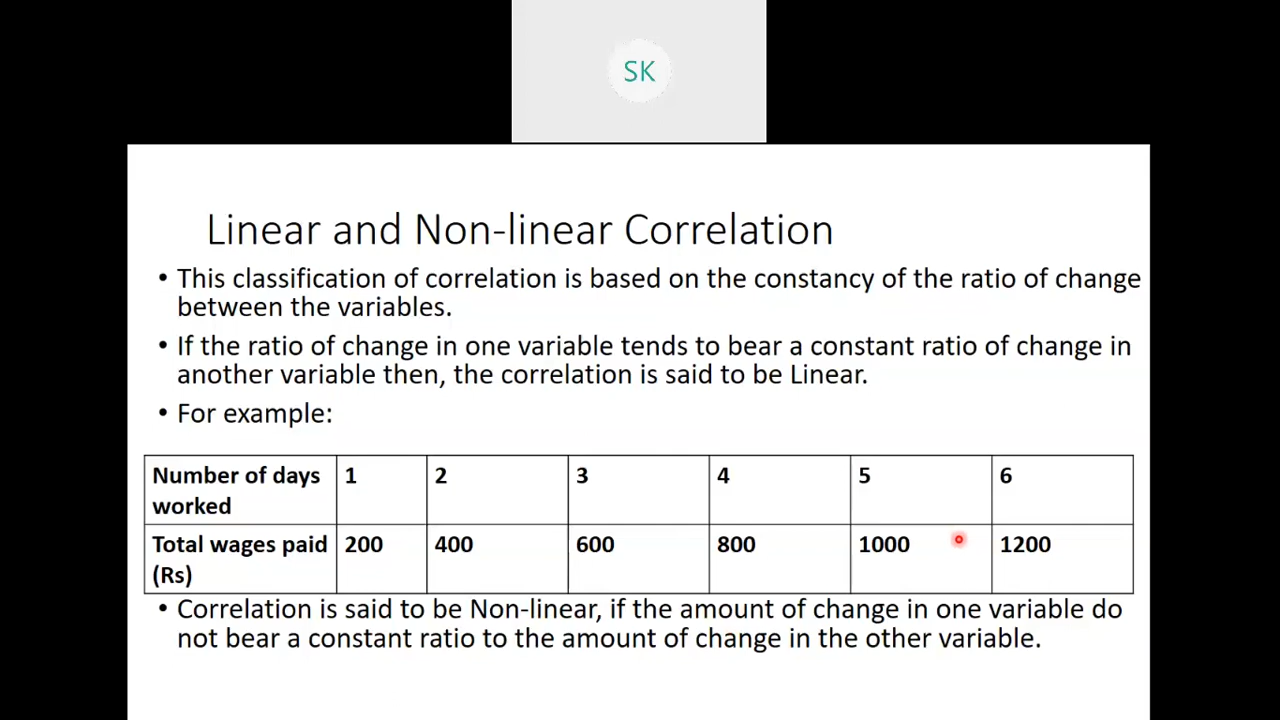 SK
Linear and Non-linear Correlation
• This classification of correlation is based on the constancy of the ratio of change
between the variables.
• If the ratio of change in one variable tends to bear a constant ratio of change in
another variable then, the correlation is said to be Linear.
• For example:
Number of days worked 1 2 3 4 5 6
Total wages paid (Rs) 200 400 600 800 1000 1200
• Correlation is said to be Non-linear, if the amount of change in one variable do
not bear a constant ratio to the amount of change in the other variable.